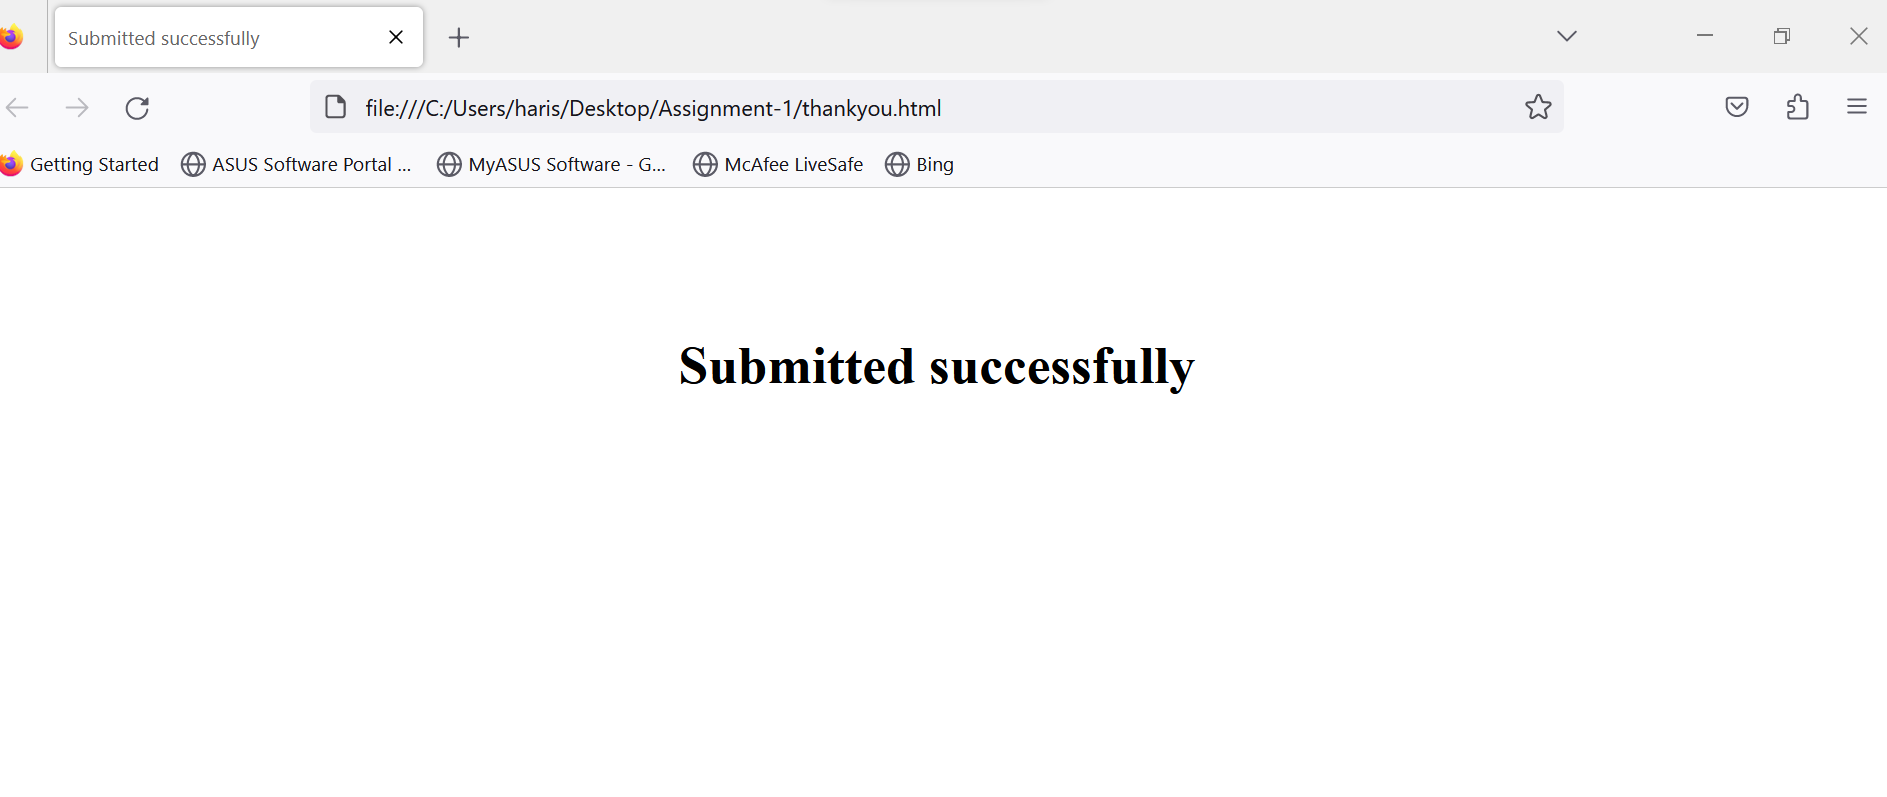 Submitted successfully
file:///C:/Users/haris/Desktop/Assignment-1/thankyou.html
Getting Started ASUS Software Portal ... MyASUS Software - G... McAfee LiveSafe Bing
Submitted successfully